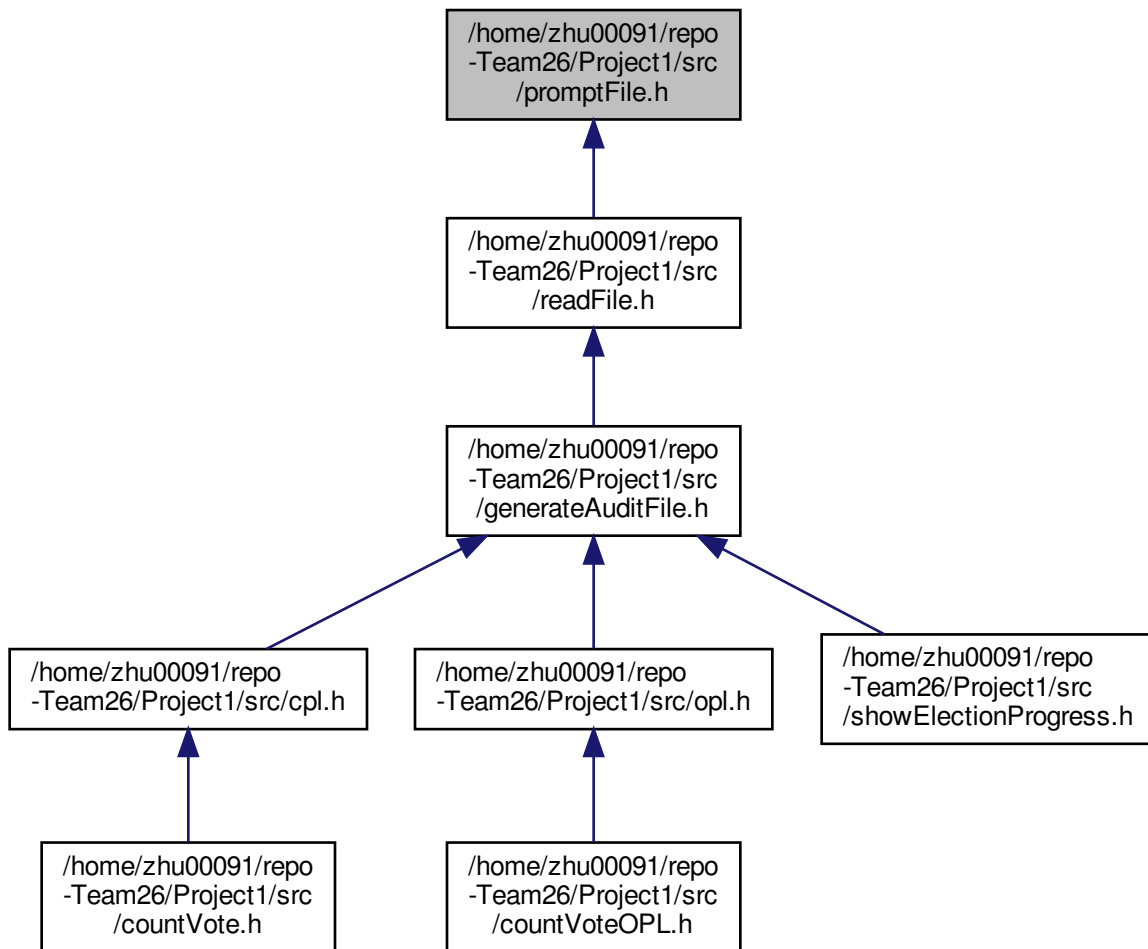 /home/zhu00091/repo
-Team26/Project1/src
/promptFile.h
/home/zhu00091/repo
-Team26/Project1/src
/readFile.h
/home/zhu00091/repo
-Team26/Project1/src
/generateAuditFile.h
/home/zhu00091/repo
-Team26/Project1/src/cpl.h
/home/zhu00091/repo
-Team26/Project1/src/opl.h
/home/zhu00091/repo
-Team26/Project1/src
/showElectionProgress.h
/home/zhu00091/repo
-Team26/Project1/src
/countVote.h
/home/zhu00091/repo
-Team26/Project1/src
/countVoteOPL.h